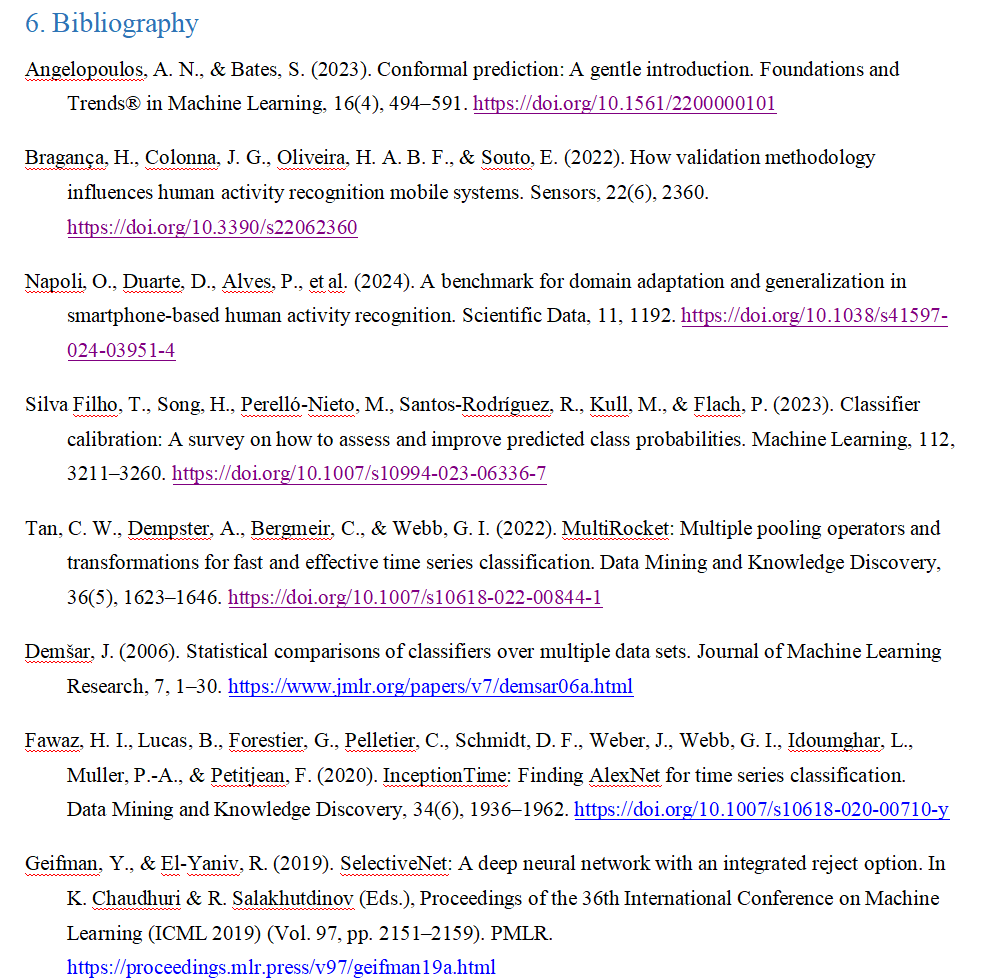 6. Bibliography
Angelopoulos, A. N., & Bates, S. (2023). Conformal prediction: A gentle introduction. Foundations and
Trends® in Machine Learning, 16(4), 494–591. https://doi.org/10.1561/2200000101
Bragança, H., Colonna, J. G., Oliveira, H. A. B. F., & Souto, E. (2022). How validation methodology
influences human activity recognition mobile systems. Sensors, 22(6), 2360.
https://doi.org/10.3390/s22062360
Napoli, O., Duarte, D., Alves, P., et al. (2024). A benchmark for domain adaptation and generalization in
smartphone-based human activity recognition. Scientific Data, 11, 1192. https://doi.org/10.1038/s41597-
024-03951-4
Silva Filho, T., Song, H., Perelló-Nieto, M., Santos-Rodríguez, R., Kull, M., & Flach, P. (2023). Classifier
calibration: A survey on how to assess and improve predicted class probabilities. Machine Learning, 112,
3211–3260. https://doi.org/10.1007/s10994-023-06336-7
Tan, C. W., Dempster, A., Bergmeir, C., & Webb, G. I. (2022). MultiRocket: Multiple pooling operators and
transformations for fast and effective time series classification. Data Mining and Knowledge Discovery,
36(5), 1623–1646. https://doi.org/10.1007/s10618-022-00844-1
Demšar, J. (2006). Statistical comparisons of classifiers over multiple data sets. Journal of Machine Learning
Research, 7, 1–30. https://www.jmlr.org/papers/v7/demsar06a.html
Fawaz, H. I., Lucas, B., Forestier, G., Pelletier, C., Schmidt, D. F., Weber, J., Webb, G. I., Idoumghar, L.,
Muller, P.-A., & Petitjean, F. (2020). InceptionTime: Finding AlexNet for time series classification.
Data Mining and Knowledge Discovery, 34(6), 1936–1962. https://doi.org/10.1007/s10618-020-00710-y
Geifman, Y., & El-Yaniv, R. (2019). SelectiveNet: A deep neural network with an integrated reject option. In
K. Chaudhuri & R. Salakhutdinov (Eds.), Proceedings of the 36th International Conference on Machine
Learning (ICML 2019) (Vol. 97, pp. 2151–2159). PMLR.
https://proceedings.mlr.press/v97/geifman19a.html